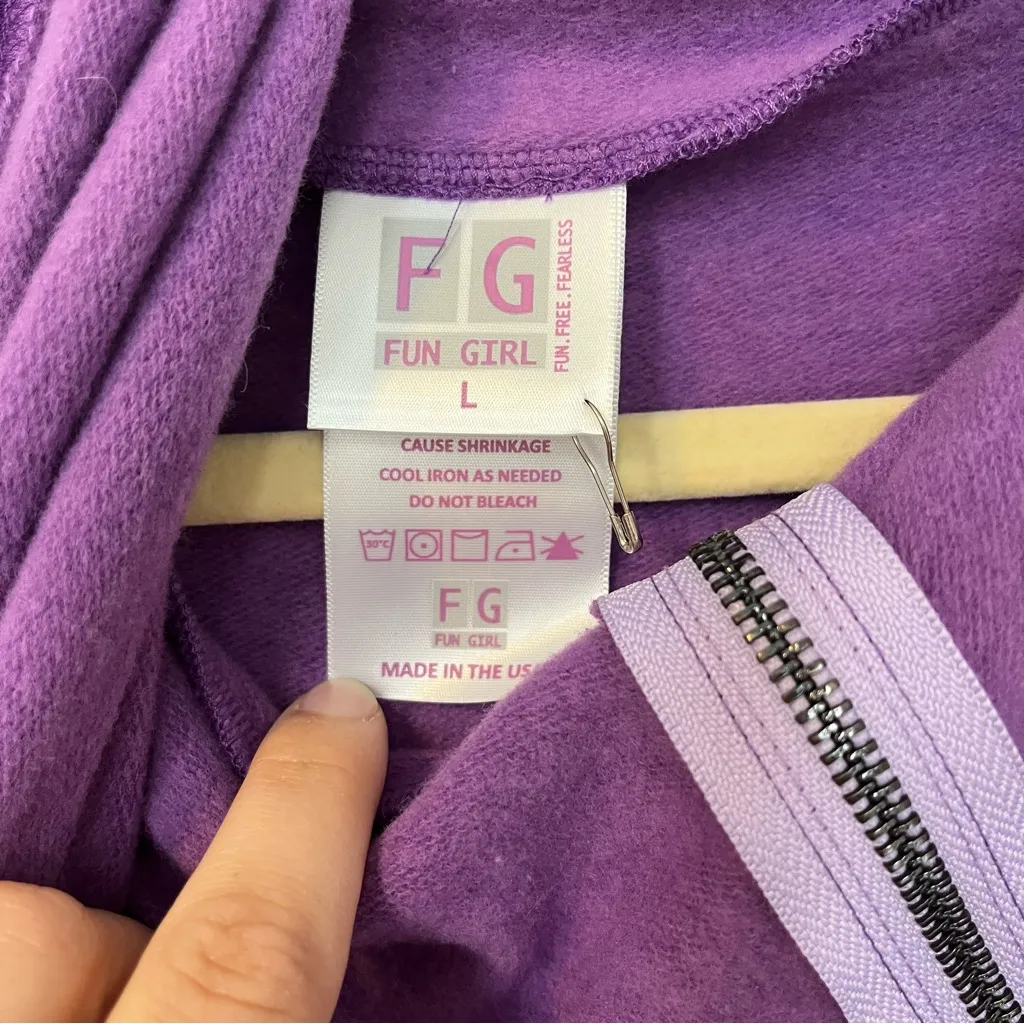 F G
FUN GIRL
L
FUN. FREE. FEARLESS
CAUSE SHRINKAGE
COOL IRON AS NEEDED
DO NOT BLEACH
30°C
F G
FUN GIRL
MADE IN THE